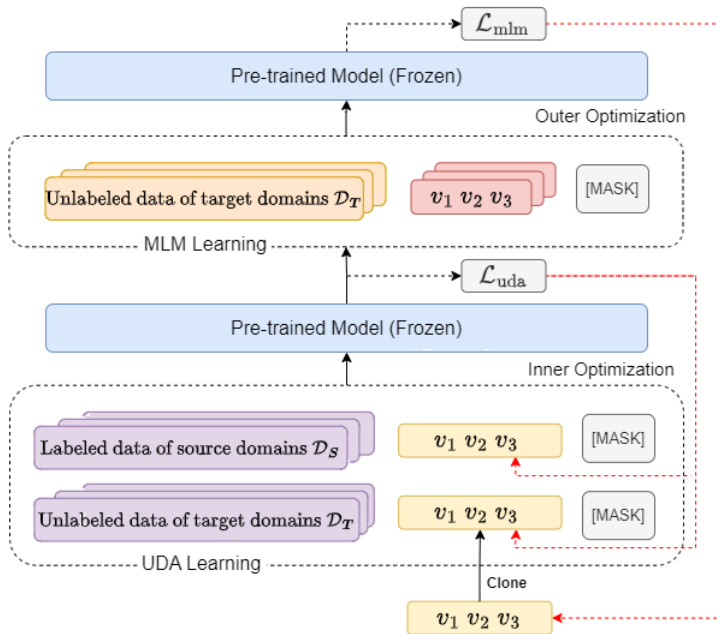 𝓛mlm
Pre-trained Model (Frozen)
Outer Optimization
Unlabeled data of target domains 𝒟T v1 v2 v3 [MASK]
MLM Learning
𝓛uda
Pre-trained Model (Frozen)
Inner Optimization
Labeled data of source domains 𝒟S v1 v2 v3 [MASK]
Unlabeled data of target domains 𝒟T v1 v2 v3 [MASK]
UDA Learning
Clone
v1 v2 v3